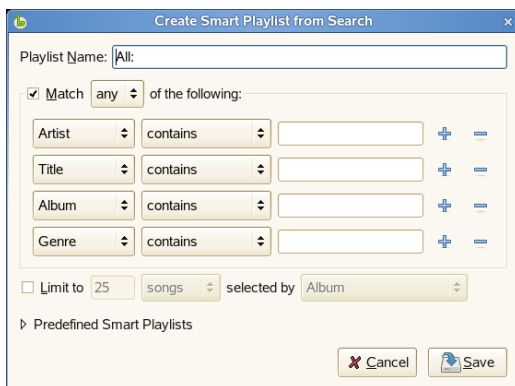 Create Smart Playlist from Search
Playlist Name: All:
Match any of the following:
Artist contains
Title contains
Album contains
Genre contains
Limit to 25 songs selected by Album
Predefined Smart Playlists
Cancel Save